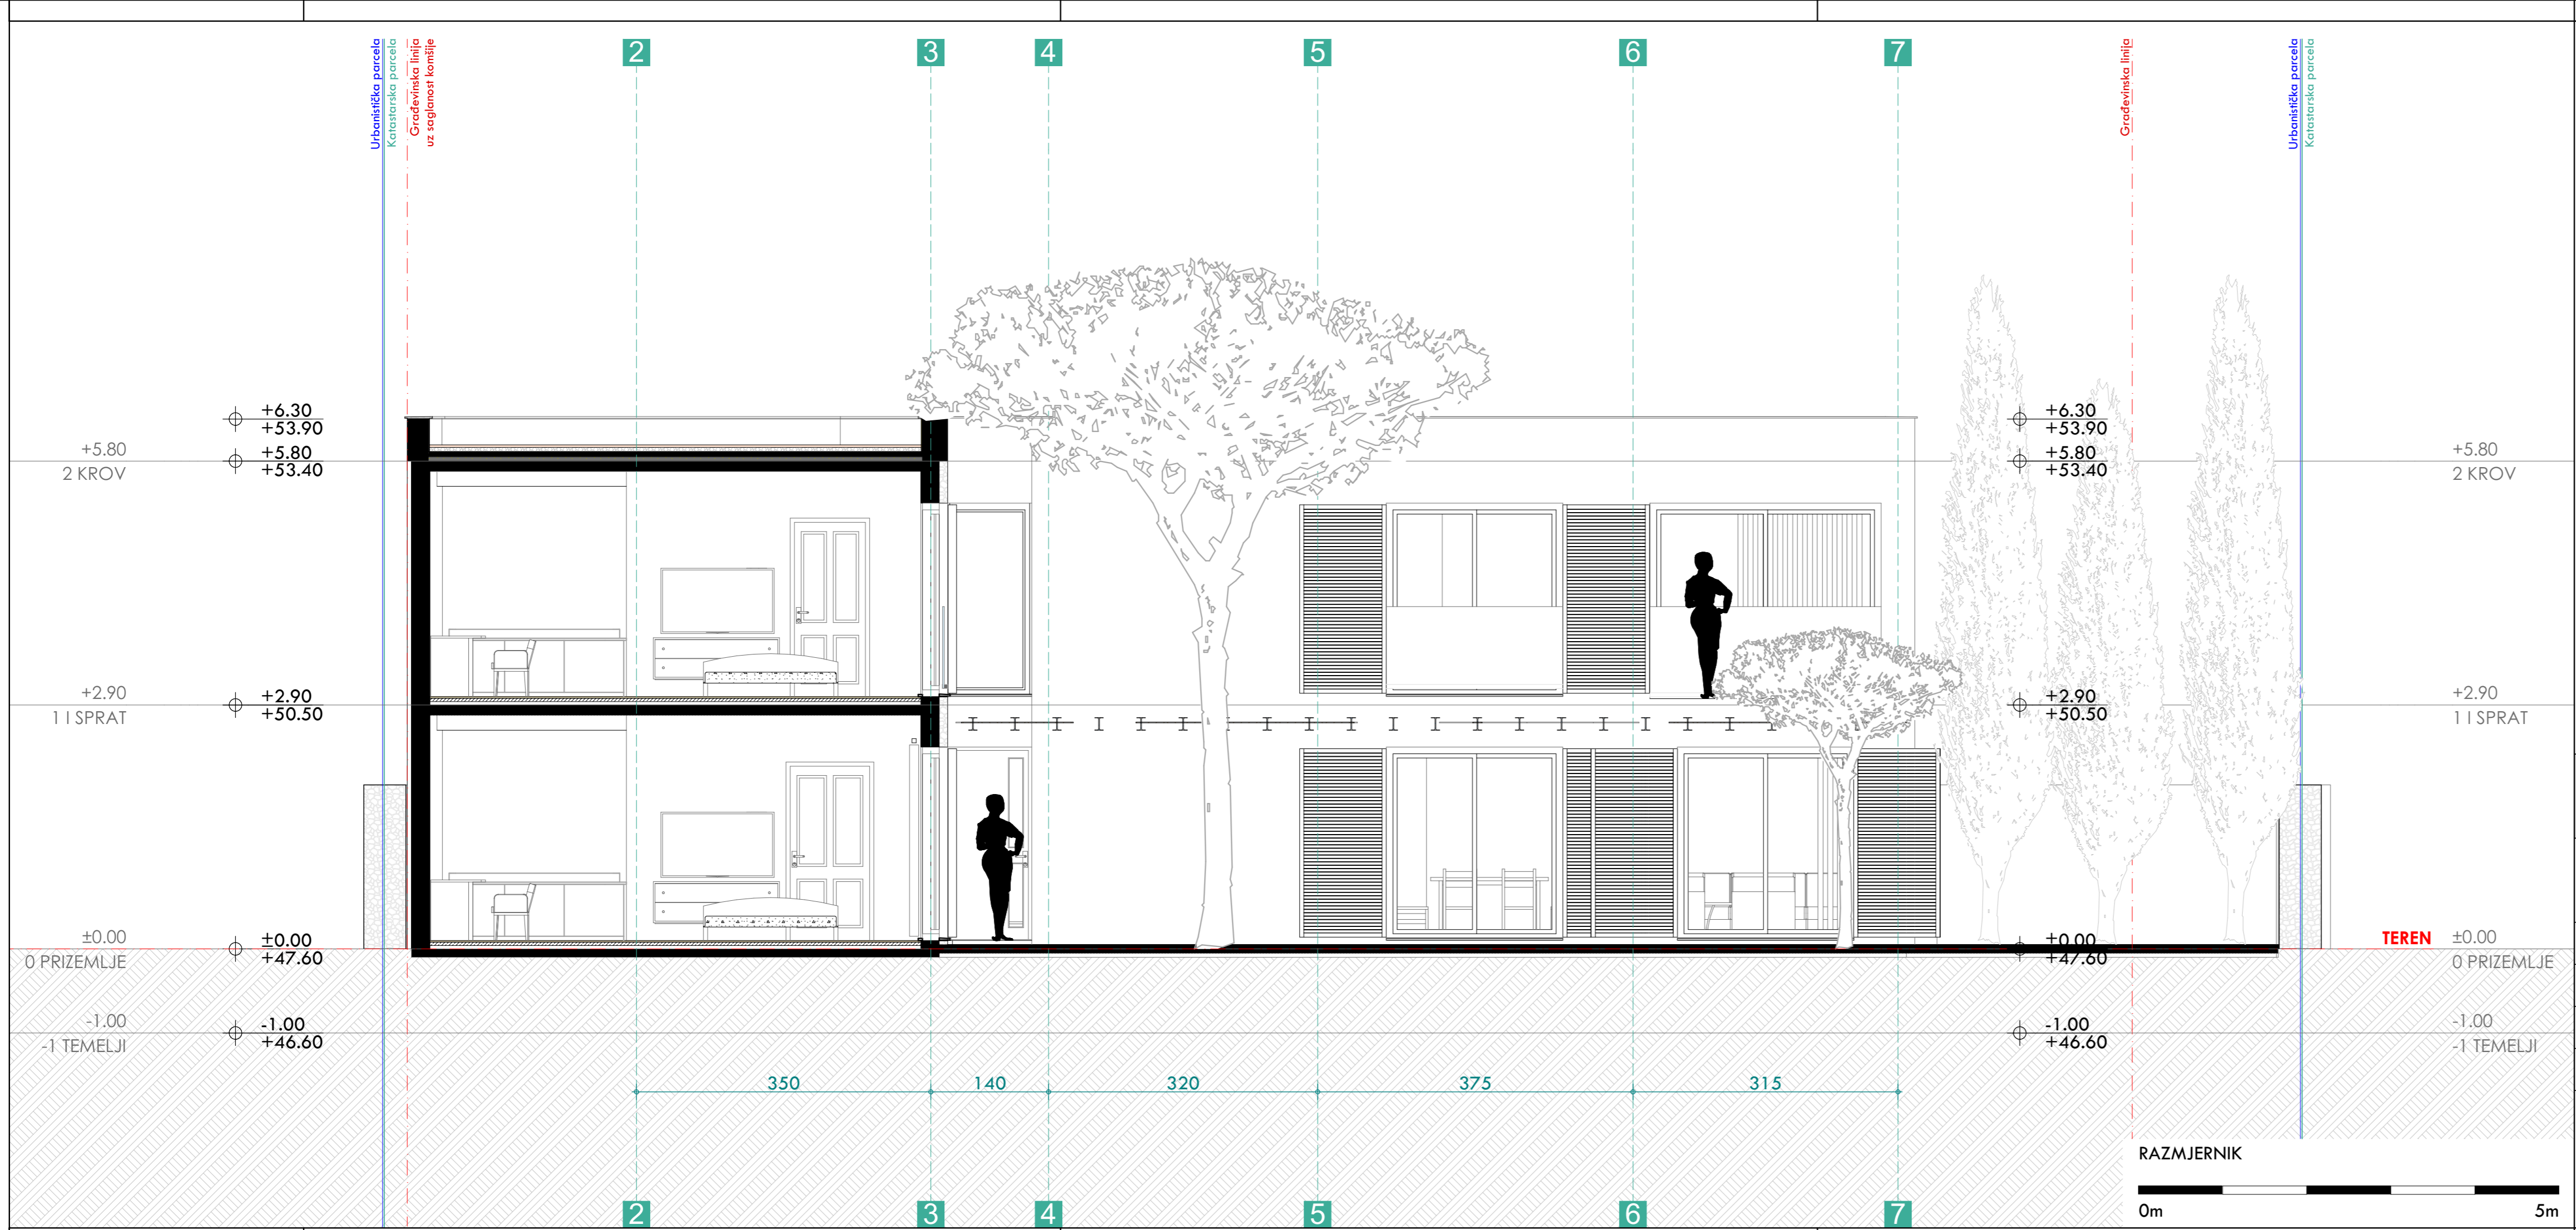 Urbanistička parcela
Katastarska parcela
Građevinska linija
uz saglanost komšije
2
3
4
5
6
7
Građevinska linija
Urbanistička parcela
Katastarska parcela
+6.30
+53.90
+5.80
2 KROV
+5.80
+53.40
+6.30
+53.90
+5.80
+53.40
+5.80
2 KROV
+2.90
1 I SPRAT
+2.90
+50.50
+2.90
+50.50
+2.90
1 I SPRAT
±0.00
0 PRIZEMLJE
±0.00
+47.60
±0.00
+47.60
TEREN
±0.00
0 PRIZEMLJE
-1.00
-1 TEMELJI
-1.00
+46.60
-1.00
+46.60
-1.00
-1 TEMELJI
350
140
320
375
315
RAZMJERNIK
0m
5m
2
3
4
5
6
7